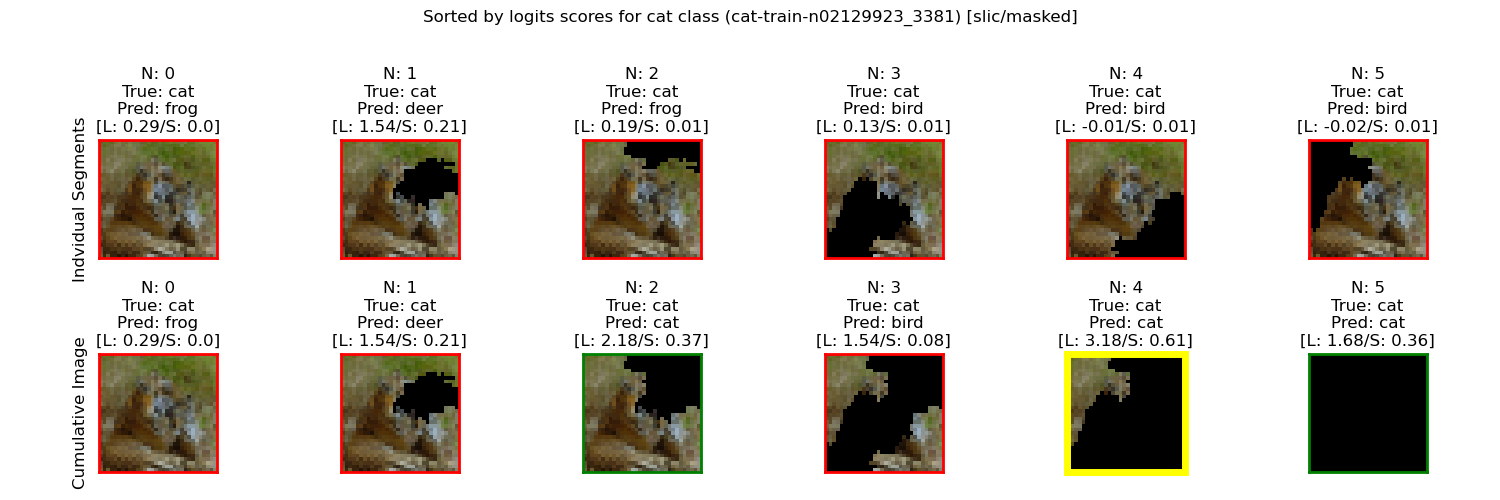 Sorted by logits scores for cat class (cat-train-n02129923_3381) [slic/masked]
Indvidual Segments
N: 0
True: cat
Pred: frog
[L: 0.29/S: 0.0]
N: 1
True: cat
Pred: deer
[L: 1.54/S: 0.21]
N: 2
True: cat
Pred: frog
[L: 0.19/S: 0.01]
N: 3
True: cat
Pred: bird
[L: 0.13/S: 0.01]
N: 4
True: cat
Pred: bird
[L: -0.01/S: 0.01]
N: 5
True: cat
Pred: bird
[L: -0.02/S: 0.01]
Cumulative Image
N: 0
True: cat
Pred: frog
[L: 0.29/S: 0.0]
N: 1
True: cat
Pred: deer
[L: 1.54/S: 0.21]
N: 2
True: cat
Pred: cat
[L: 2.18/S: 0.37]
N: 3
True: cat
Pred: bird
[L: 1.54/S: 0.08]
N: 4
True: cat
Pred: cat
[L: 3.18/S: 0.61]
N: 5
True: cat
Pred: cat
[L: 1.68/S: 0.36]